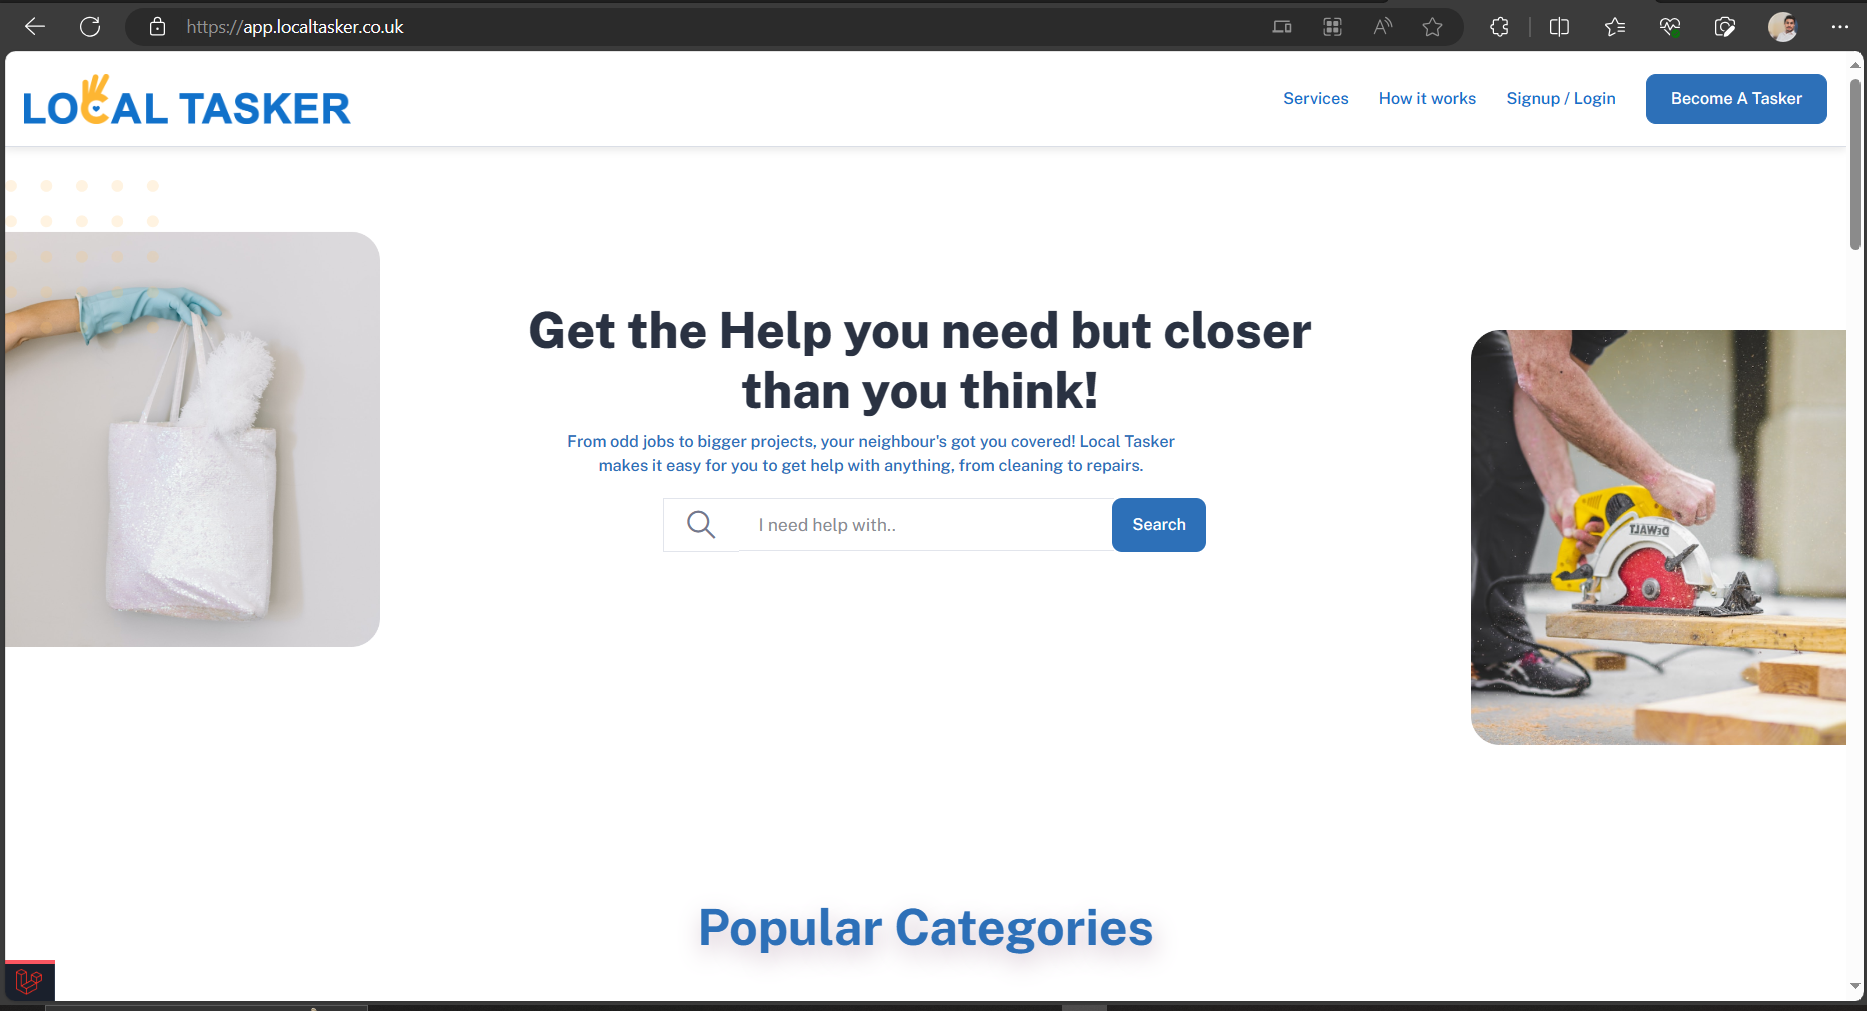 https://app.localtasker.co.uk
LOCAL TASKER
Services
How it works
Signup / Login
Become A Tasker
Get the Help you need but closer
than you think!
From odd jobs to bigger projects, your neighbour's got you covered! Local Tasker
makes it easy for you to get help with anything, from cleaning to repairs.
I need help with..
Search
DEWALT
Popular Categories